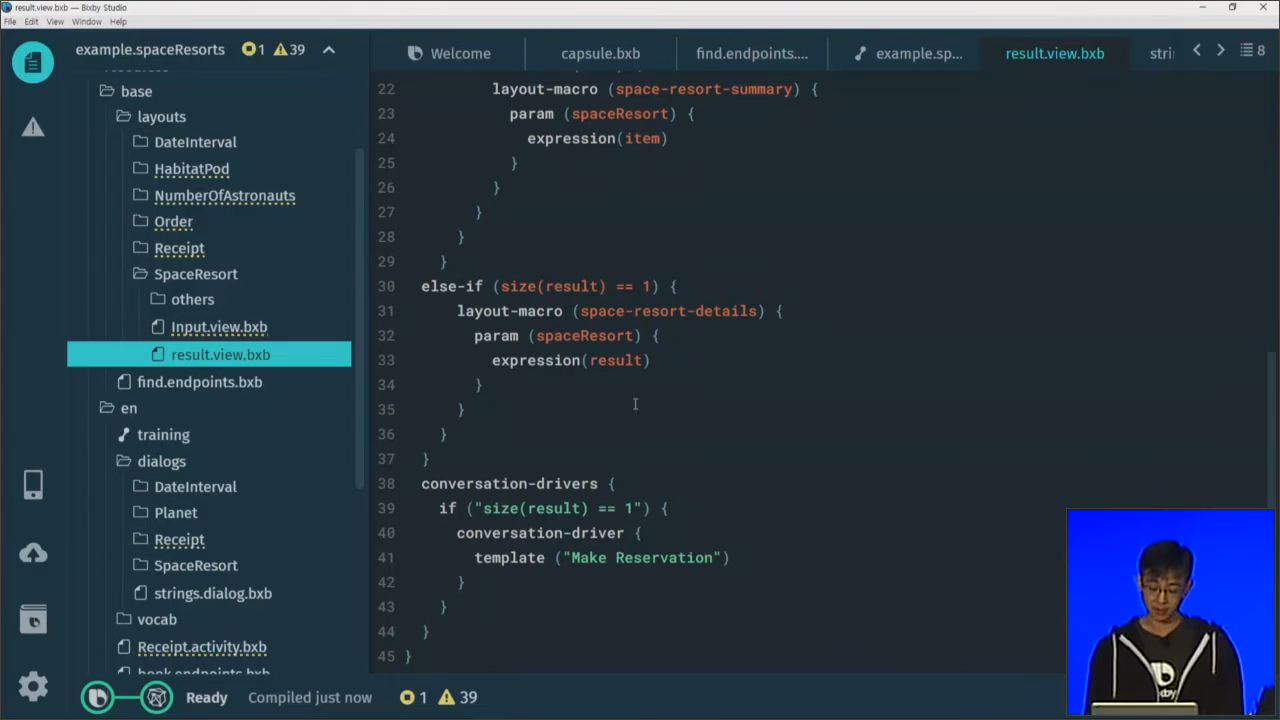 result.view.bxb — Bixby Studio
File Edit View Window Help
example.spaceResorts 1 39
Welcome capsule.bxb find.endpoints.... example.sp... result.view.bxb stri 8
base
layouts
DateInterval
HabitatPod
NumberOfAstronauts
Order
Receipt
SpaceResort
others
Input.view.bxb
result.view.bxb
find.endpoints.bxb
en
training
dialogs
DateInterval
Planet
Receipt
SpaceResort
strings.dialog.bxb
vocab
Receipt.activity.bxb
book.endpoints.bxb
22 layout-macro (space-resort-summary) {
23 param (spaceResort) {
24 expression(item)
25 }
26 }
27 }
28 }
29 }
30 else-if (size(result) == 1) {
31 layout-macro (space-resort-details) {
32 param (spaceResort) {
33 expression(result)
34 }
35 }
36 }
37 }
38 conversation-drivers {
39 if ("size(result) == 1") {
40 conversation-driver {
41 template ("Make Reservation")
42 }
43 }
44 }
45 }
Ready Compiled just now 1 39